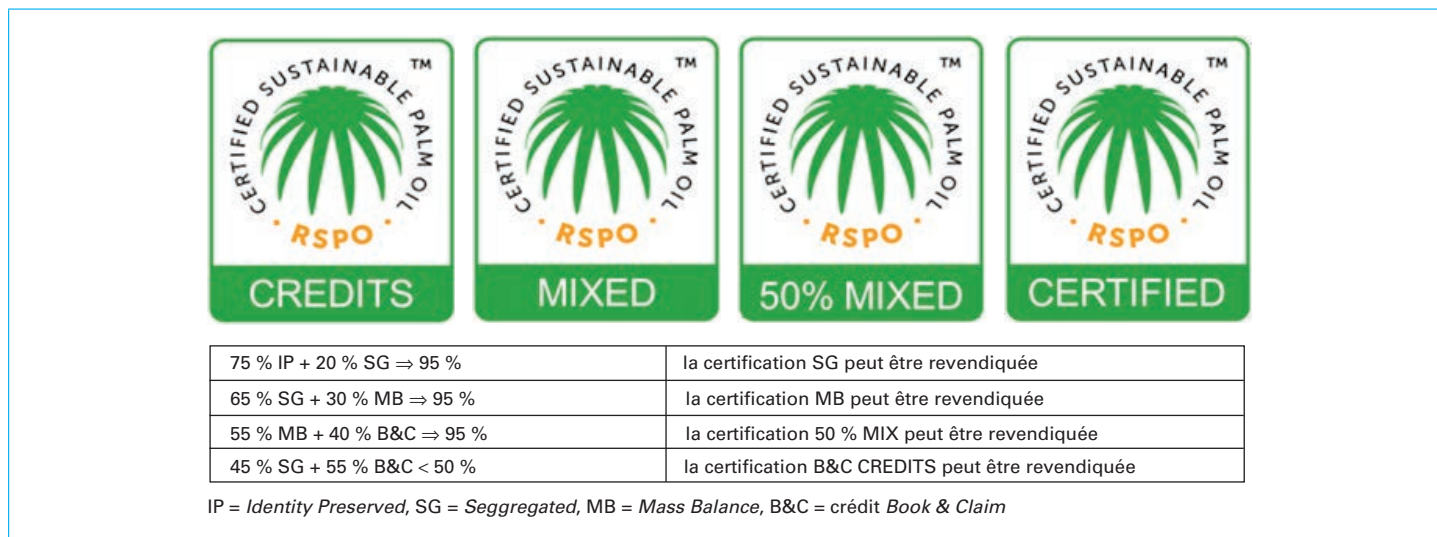 CERTIFIED SUSTAINABLE PALM OIL TM
· RSPO ·
CREDITS
CERTIFIED SUSTAINABLE PALM OIL TM
· RSPO ·
MIXED
CERTIFIED SUSTAINABLE PALM OIL TM
· RSPO ·
50% MIXED
CERTIFIED SUSTAINABLE PALM OIL TM
· RSPO ·
CERTIFIED
75 % IP + 20 % SG ⇒ 95 % la certification SG peut être revendiquée
65 % SG + 30 % MB ⇒ 95 % la certification MB peut être revendiquée
55 % MB + 40 % B&C ⇒ 95 % la certification 50 % MIX peut être revendiquée
45 % SG + 55 % B&C < 50 % la certification B&C CREDITS peut être revendiquée
IP = Identity Preserved, SG = Seggregated, MB = Mass Balance, B&C = crédit Book & Claim